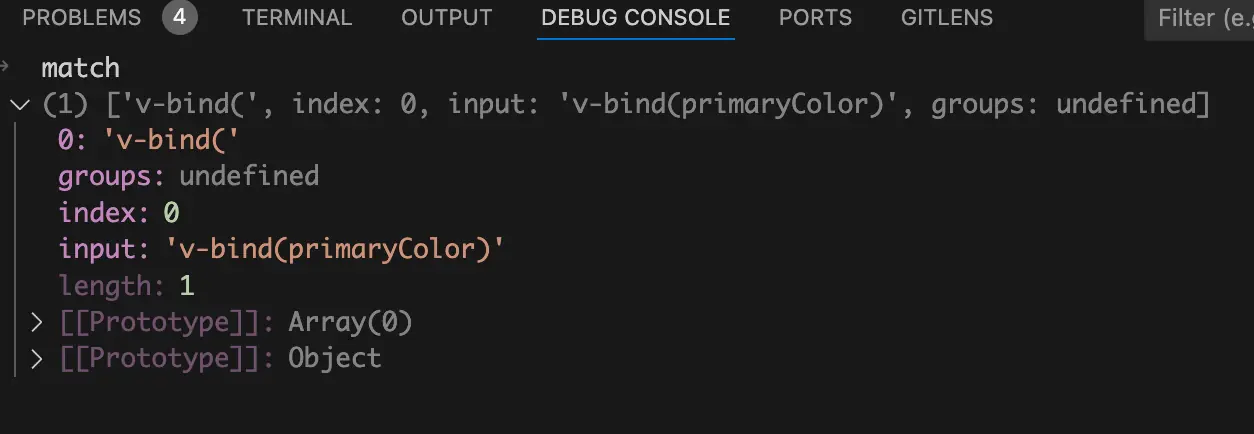 PROBLEMS 4 TERMINAL OUTPUT DEBUG CONSOLE PORTS GITLENS Filter (e.g
match
(1) ['v-bind(', index: 0, input: 'v-bind(primaryColor)', groups: undefined]
0: 'v-bind('
groups: undefined
index: 0
input: 'v-bind(primaryColor)'
length: 1
[[Prototype]]: Array(0)
[[Prototype]]: Object